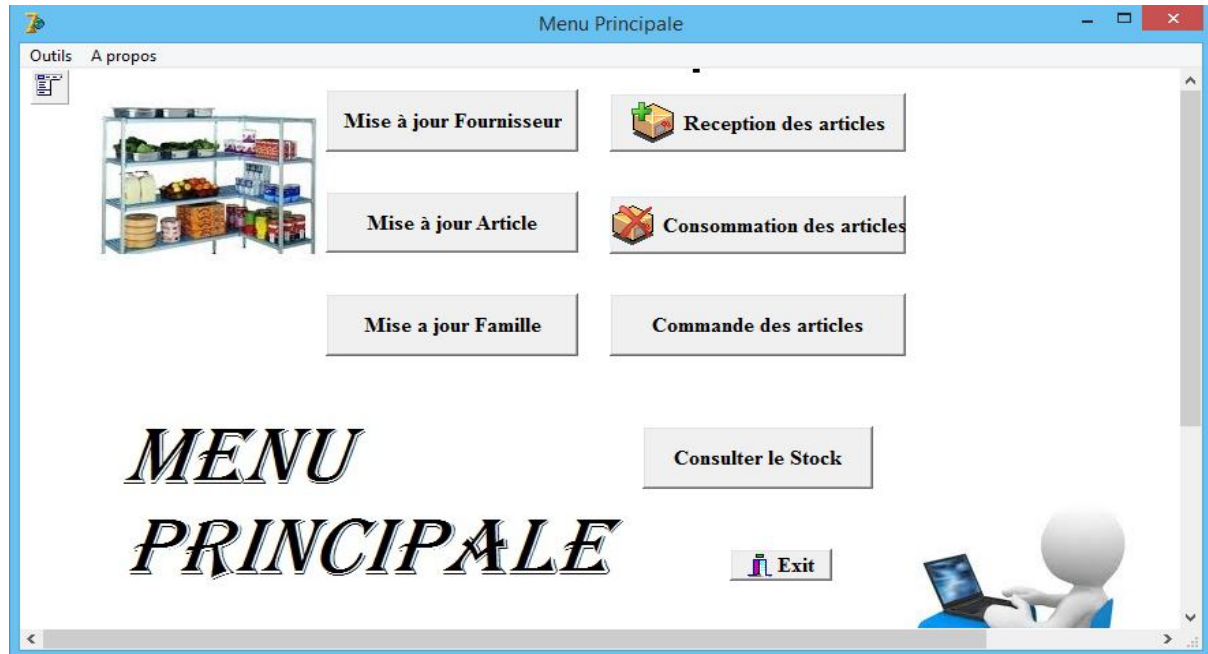 Menu Principale
Outils A propos
Mise à jour Fournisseur
Reception des articles
Mise à jour Article
Consommation des articles
Mise a jour Famille
Commande des articles
MENU
PRINCIPALE
Consulter le Stock
Exit